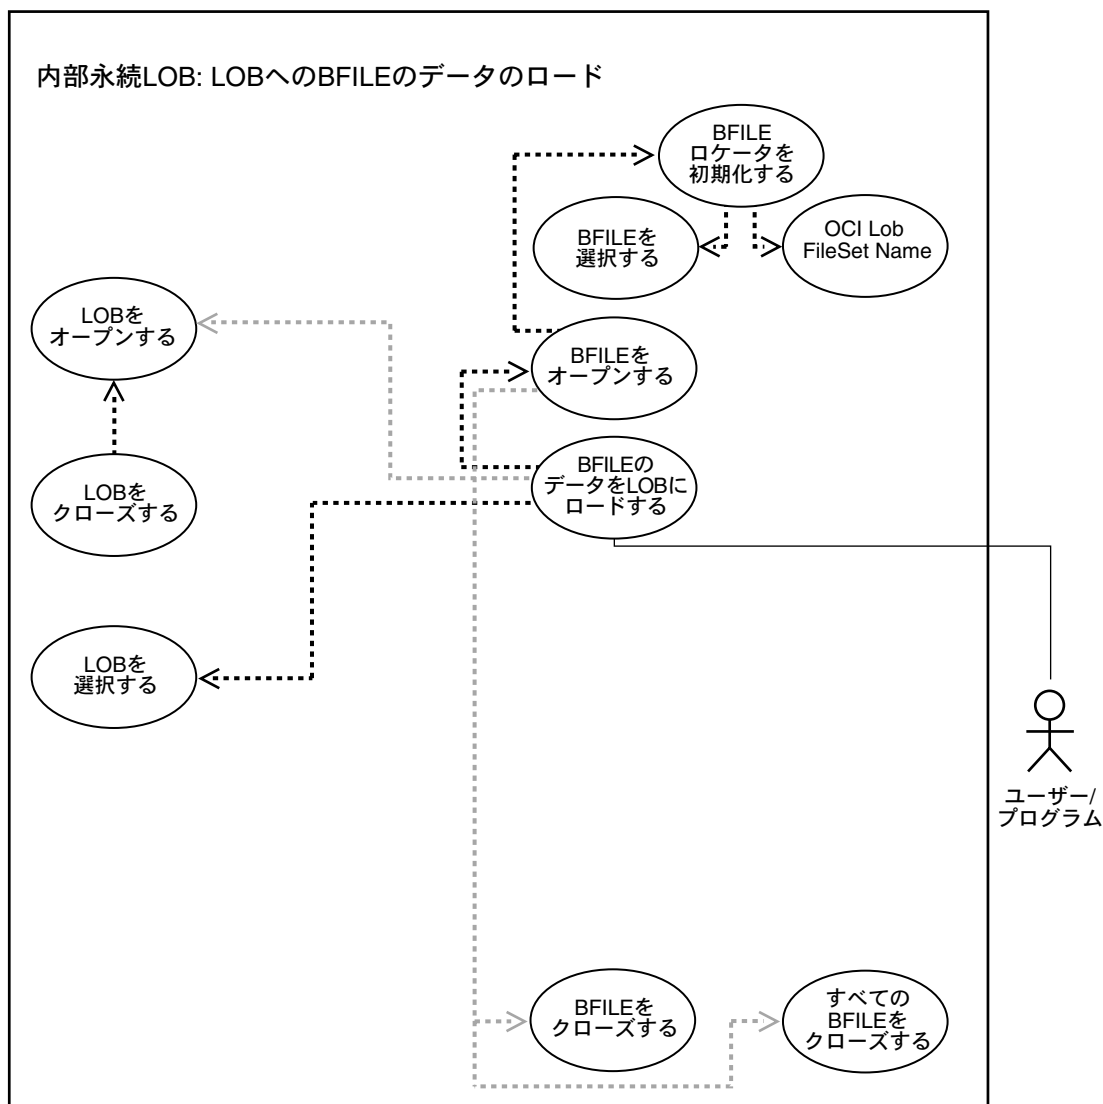 内部永続LOB: LOBへのBFILEのデータのロード
BFILE
ロケータを
初期化する
BFILEを
選択する
OCI Lob
FileSet Name
LOBを
オープンする
BFILEを
オープンする
BFILEの
データをLOBに
ロードする
LOBを
クローズする
LOBを
選択する
ユーザー/
プログラム
BFILEを
クローズする
すべての
BFILEを
クローズする